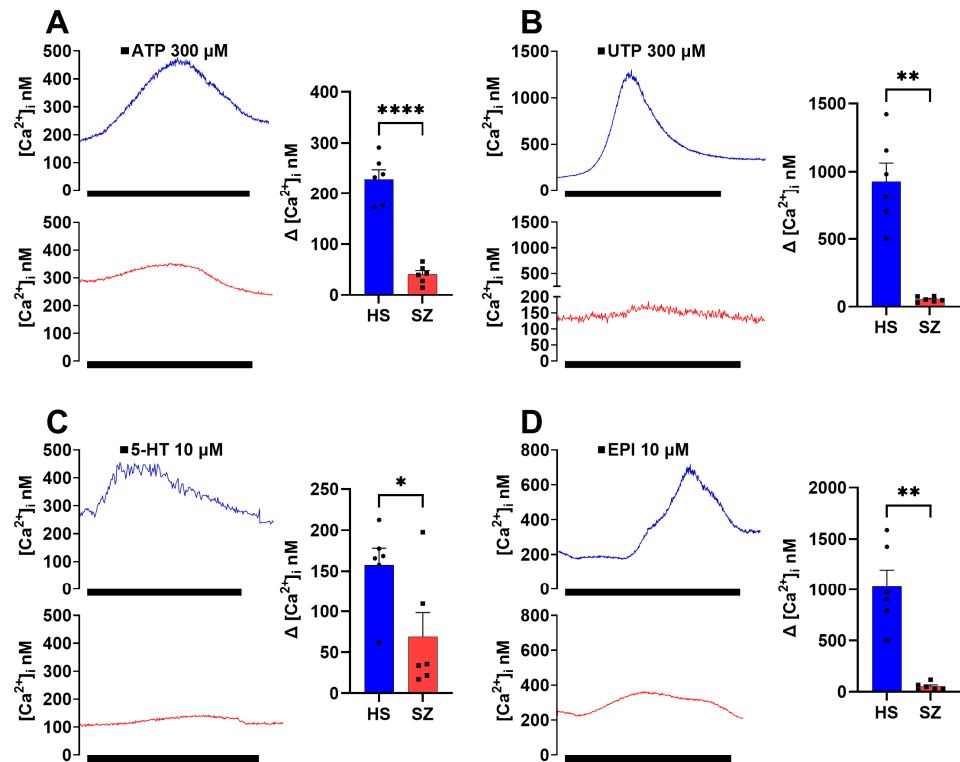 A
■ATP 300 µM
[Ca²⁺]ᵢ nM
500
400
300
200
100
0
[Ca²⁺]ᵢ nM
500
400
300
200
100
0
Δ [Ca²⁺]ᵢ nM
400
300
200
100
0
****
HS SZ
B
■UTP 300 µM
[Ca²⁺]ᵢ nM
1500
1000
500
0
[Ca²⁺]ᵢ nM
1500
1000
500
200
150
100
50
0
Δ [Ca²⁺]ᵢ nM
1500
1000
500
0
**
HS SZ
C
■5-HT 10 µM
[Ca²⁺]ᵢ nM
500
400
300
200
100
0
[Ca²⁺]ᵢ nM
500
400
300
200
100
0
Δ [Ca²⁺]ᵢ nM
250
200
150
100
50
0
*
HS SZ
D
■EPI 10 µM
[Ca²⁺]ᵢ nM
800
600
400
200
0
[Ca²⁺]ᵢ nM
800
600
400
200
0
Δ [Ca²⁺]ᵢ nM
2000
1500
1000
500
0
**
HS SZ